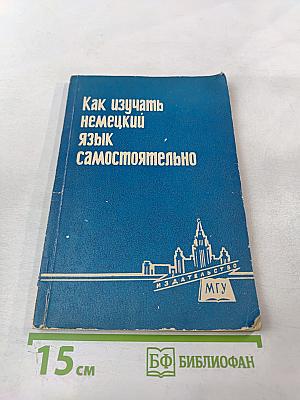 Как изучать
немецкий
язык
самостоятельно
ИЗДАТЕЛЬСТВО
МГУ
15 см
БФ БИБЛИОФАН